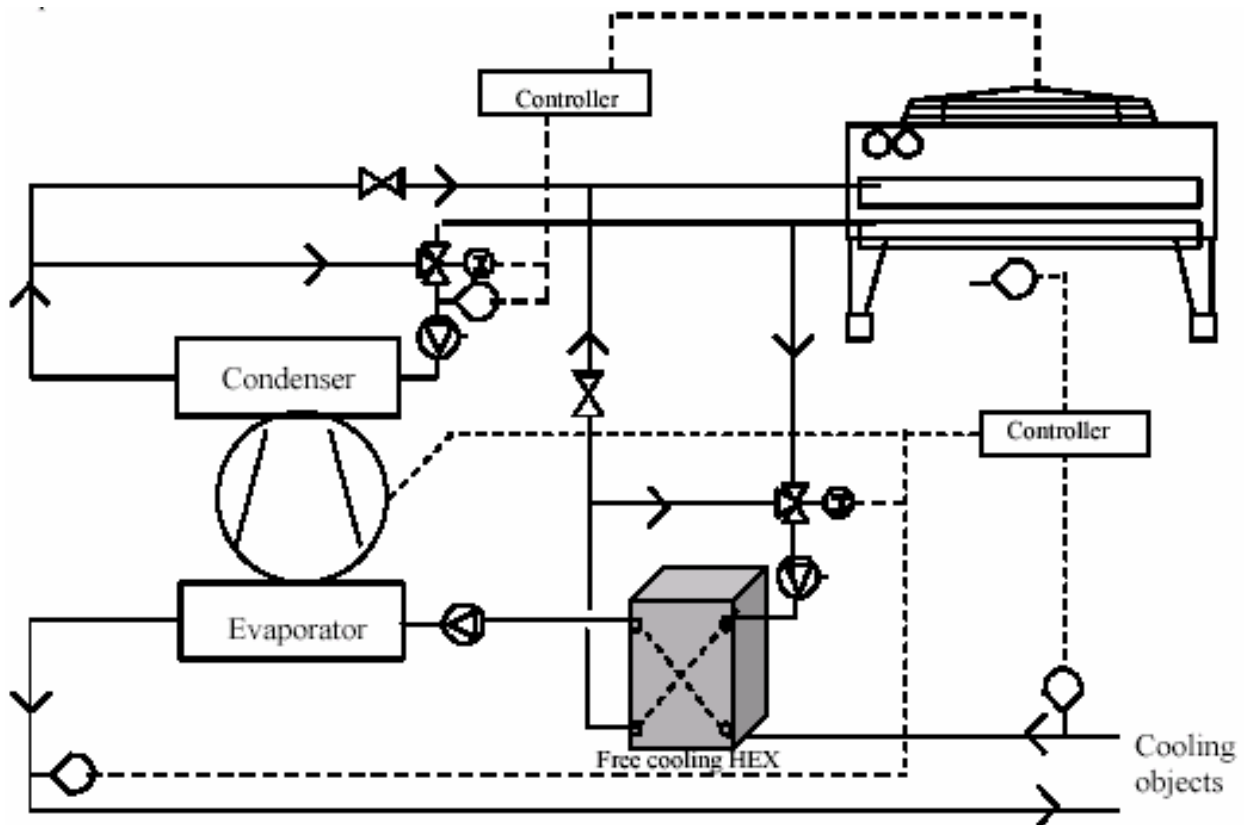 Controller
Condenser
Controller
Evaporator
Free cooling HEX
Cooling
objects